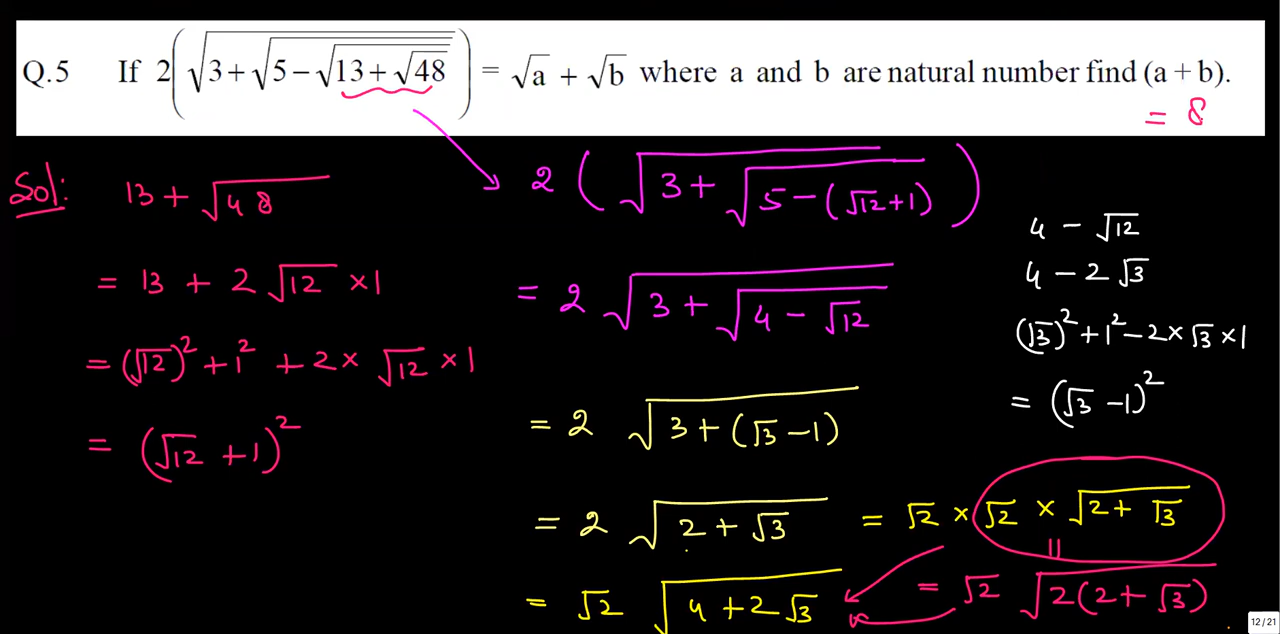 Q.5 If 2(√(3+√(5−√(13+√48)))) = √a + √b where a and b are natural number find (a + b).
= 8
Sol: 13 + √48
= 13 + 2√12 × 1
= (√12)² + 1² + 2 × √12 × 1
= (√12 + 1)²
2(√(3 + √(5 − (√12 + 1))))
= 2√(3 + √(4 − √12))
= 2√(3 + (√3 − 1))
= 2√(2 + √3) = √2 × √2 × √(2 + √3)
= √2 √(4 + 2√3)
||
= √2 √(2(2 + √3))
4 − √12
4 − 2√3
(√3)² + 1² − 2 × √3 × 1
= (√3 − 1)²
12 / 21